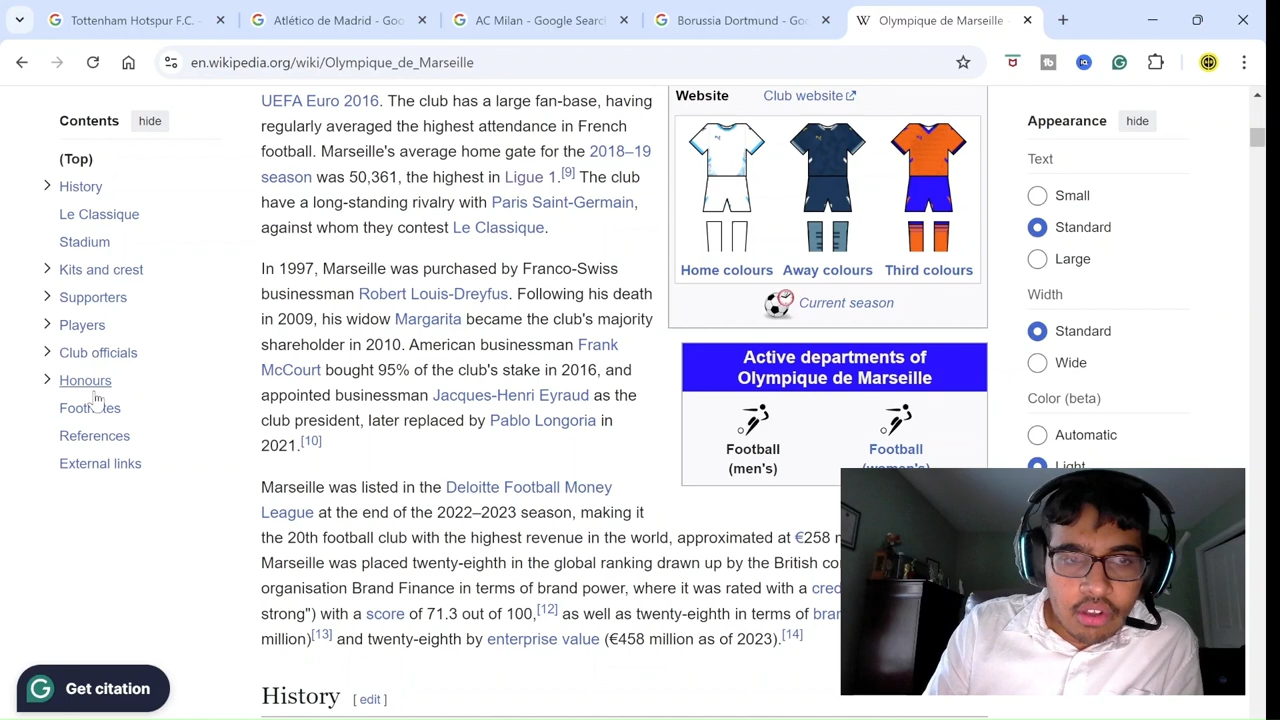 Tottenham Hotspur F.C. -
Atlético de Madrid - Goo
AC Milan - Google Searc
Borussia Dortmund - Goo
Olympique de Marseille -
en.wikipedia.org/wiki/Olympique_de_Marseille
Contents hide
(Top)
History
Le Classique
Stadium
Kits and crest
Supporters
Players
Club officials
Honours
Footnotes
References
External links
Get citation
UEFA Euro 2016. The club has a large fan-base, having
regularly averaged the highest attendance in French
football. Marseille's average home gate for the 2018–19
season was 50,361, the highest in Ligue 1.[9] The club
have a long-standing rivalry with Paris Saint-Germain,
against whom they contest Le Classique.
In 1997, Marseille was purchased by Franco-Swiss
businessman Robert Louis-Dreyfus. Following his death
in 2009, his widow Margarita became the club's majority
shareholder in 2010. American businessman Frank
McCourt bought 95% of the club's stake in 2016, and
appointed businessman Jacques-Henri Eyraud as the
club president, later replaced by Pablo Longoria in
2021.[10]
Marseille was listed in the Deloitte Football Money
League at the end of the 2022–2023 season, making it
the 20th football club with the highest revenue in the world, approximated at €258 m
Marseille was placed twenty-eighth in the global ranking drawn up by the British con
organisation Brand Finance in terms of brand power, where it was rated with a cred
strong") with a score of 71.3 out of 100,[12] as well as twenty-eighth in terms of bran
million)[13] and twenty-eighth by enterprise value (€458 million as of 2023).[14]
History [ edit ]
Website Club website
Home colours Away colours Third colours
Current season
Active departments of
Olympique de Marseille
Football
(men's)
Football
(women's)
Appearance hide
Text
Small
Standard
Large
Width
Standard
Wide
Color (beta)
Automatic
Light